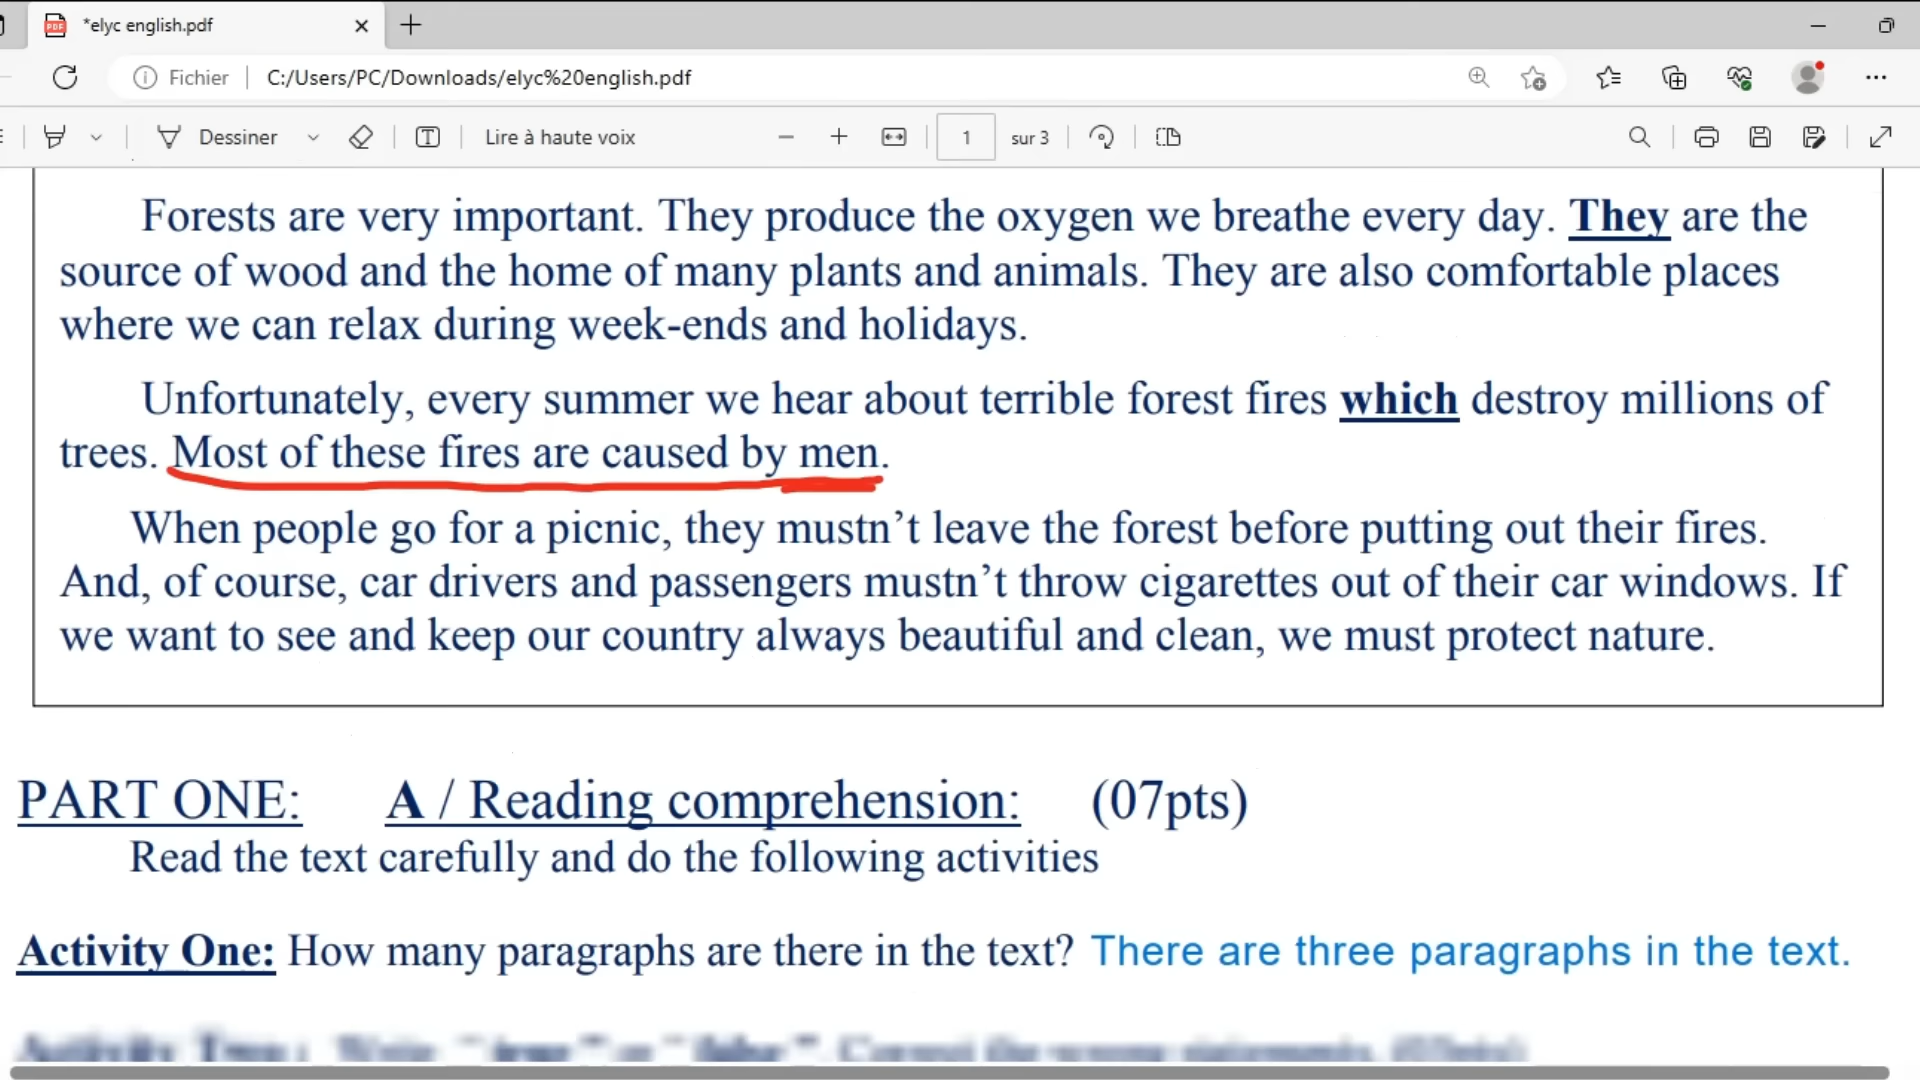 *elyc english.pdf
Fichier C:/Users/PC/Downloads/elyc%20english.pdf
Dessiner Lire à haute voix 1 sur 3
Forests are very important. They produce the oxygen we breathe every day. They are the
source of wood and the home of many plants and animals. They are also comfortable places
where we can relax during week-ends and holidays.
Unfortunately, every summer we hear about terrible forest fires which destroy millions of
trees. Most of these fires are caused by men.
When people go for a picnic, they mustn’t leave the forest before putting out their fires.
And, of course, car drivers and passengers mustn’t throw cigarettes out of their car windows. If
we want to see and keep our country always beautiful and clean, we must protect nature.
PART ONE: A / Reading comprehension: (07pts)
Read the text carefully and do the following activities
Activity One: How many paragraphs are there in the text? There are three paragraphs in the text.